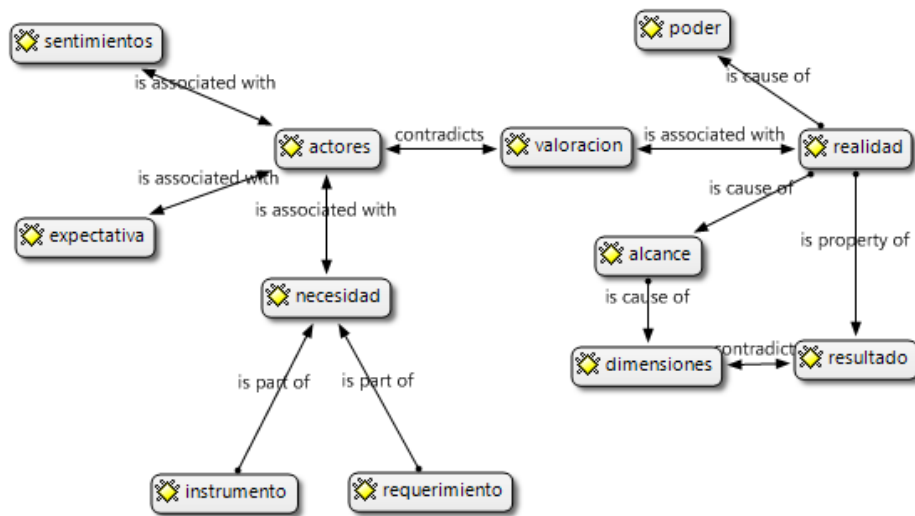 sentimientos
poder
is associated with
is cause of
actores
contradicts
valoracion
is associated with
realidad
is associated with
is cause of
is associated with
expectativa
is property of
alcance
necesidad
is cause of
dimensiones
contradict
resultado
is part of
is part of
instrumento
requerimiento